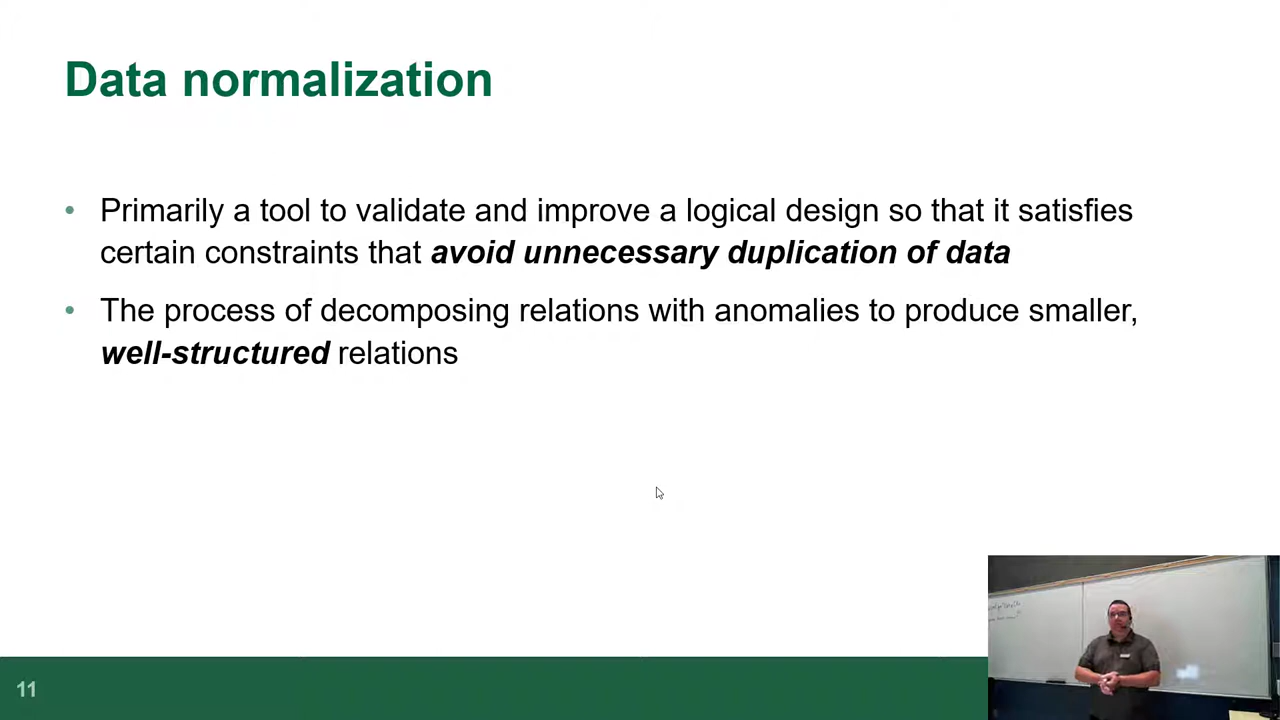 Data normalization
• Primarily a tool to validate and improve a logical design so that it satisfies
certain constraints that avoid unnecessary duplication of data
• The process of decomposing relations with anomalies to produce smaller,
well-structured relations
11